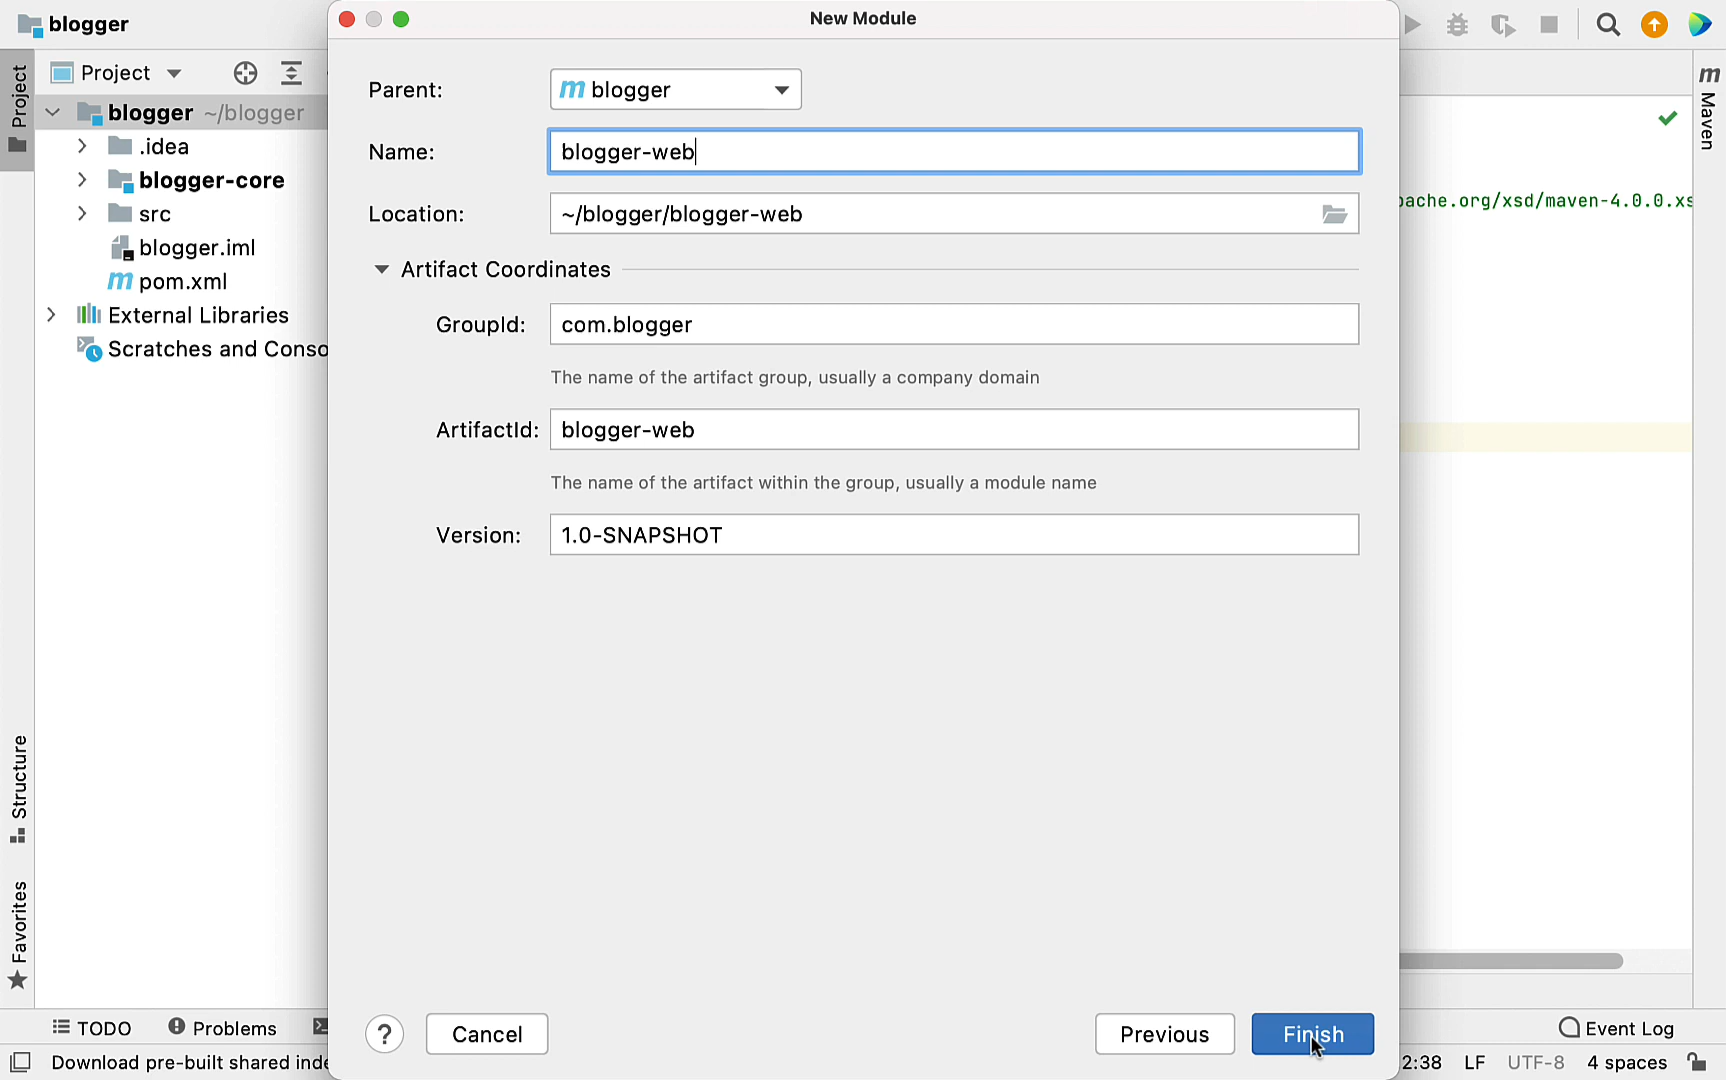 blogger
New Module
Project
Project
blogger ~/blogger
.idea
blogger-core
src
blogger.iml
m pom.xml
External Libraries
Scratches and Conso
Parent:
m blogger
Name:
blogger-web
Location:
~/blogger/blogger-web
Artifact Coordinates
GroupId:
com.blogger
The name of the artifact group, usually a company domain
ArtifactId:
blogger-web
The name of the artifact within the group, usually a module name
Version:
1.0-SNAPSHOT
? Cancel
Previous
Finish
pache.org/xsd/maven-4.0.0.xs
m
Maven
Structure
Favorites
TODO
Problems
Event Log
Download pre-built shared inde
2:38 LF UTF-8 4 spaces